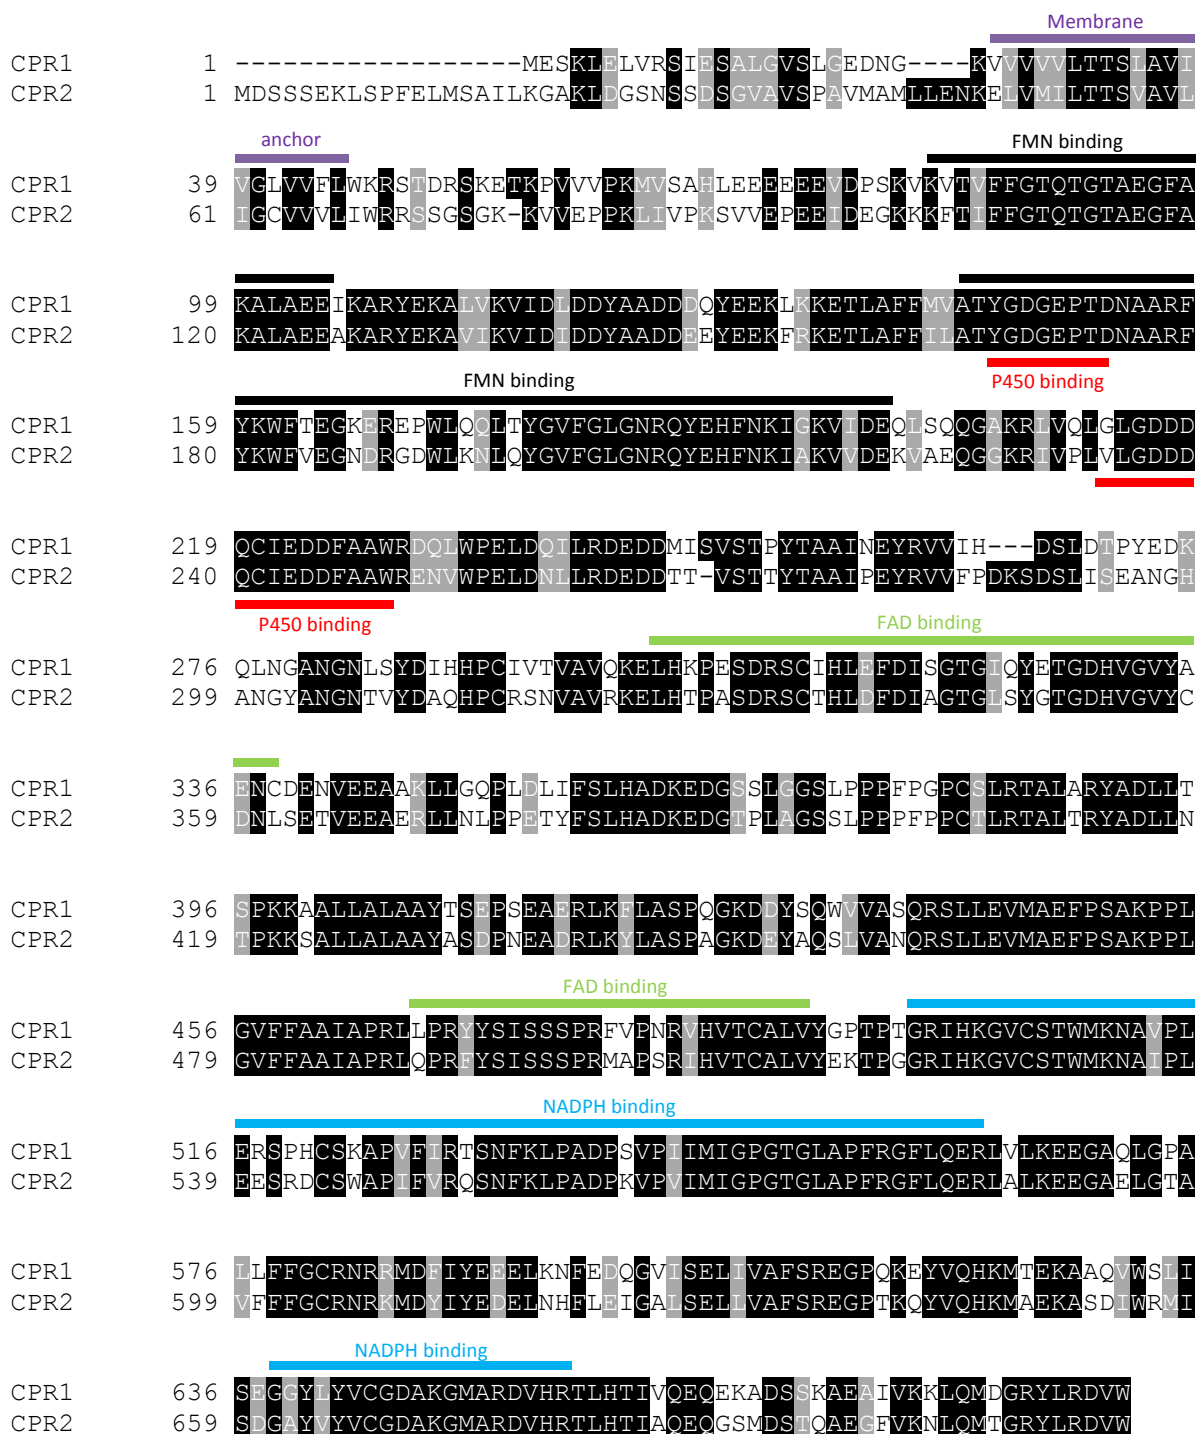 Membrane
CPR1 1 ------------------MESKLELVRSIESALGVSLGEDNG----KVVVVVLTTSLAVI
CPR2 1 MDSSSEKLSPFELMSAILKGAKLDGSNSSDSGVAVSPAVMAMLLENKELVMILTTSVAVL
anchor FMN binding
CPR1 39 VGLVVFLWKRSTDRSKETKPVVVPKMVSAHLEEEEEEVDPSKVKVTVFFGTQTGTAEGFA
CPR2 61 IGCVVVLIWRRSSGSGK-KVVEPPKLIVPKSVVEPEEIDEGKKKFTIFFGTQTGTAEGFA
CPR1 99 KALAEEIKARYEKALVKVIDLDDYAADDDQYEEKLKKETLAFFMVATYGDGEPTDNAARF
CPR2 120 KALAEEAKARYEKAVIKVIDIDDYAADDEEYEEKFRKETLAFFILATYGDGEPTDNAARF
FMN binding P450 binding
CPR1 159 YKWFTEGKEREPWLQQLTYGVFGLGNRQYEHFNKIGKVIDEQLSQQGAKRLVQLGLGDDD
CPR2 180 YKWFVEGNDRGDWLKNLQYGVFGLGNRQYEHFNKIAKVVDEKVAEQGGKRIVPLVLGDDD
CPR1 219 QCIEDDFAAWRDQLWPELDQILRDEDDMISVSTPYTAAINEYRVVIH---DSLDTPYEDK
CPR2 240 QCIEDDFAAWRENVWPELDNLLRDEDDTT-VSTTYTAAIPEYRVVFPDKSDSLISEANGH
P450 binding FAD binding
CPR1 276 QLNGANGNLSYDIHHPCIVTVAVQKELHKPESDRSCIHLEFDISGTGIQYETGDHVGVYA
CPR2 299 ANGYANGNTVYDAQHPCRSNVAVRKELHTPASDRSCTHLDFDIAGTGLSYGTGDHVGVYC
CPR1 336 ENCDENVEEAAKLLGQPLDLIFSLHADKEDGSSLGGSLPPPFPGPCSLRTALARYADLLT
CPR2 359 DNLSETVEEAERLLNLPPETYFSLHADKEDGTPLAGSSLPPPFPPCTLRTALTRYADLLN
CPR1 396 SPKKAALLALAAYTSEPSEAERLKFLASPQGKDDYSQWVVASQRSLLEVMAEFPSAKPPL
CPR2 419 TPKKSALLALAAYASDPNEADRLKYLASPAGKDEYAQSLVANQRSLLEVMAEFPSAKPPL
FAD binding
CPR1 456 GVFFAAIAPRLLPRYYSISSSPRFVPNRVHVTCALVYGPTPTGRIHKGVCSTWMKNAVPL
CPR2 479 GVFFAAIAPRLQPRFYSISSSPRMAPSRIHVTCALVYEKTPGGRIHKGVCSTWMKNAIPL
NADPH binding
CPR1 516 ERSPHCSKAPVFIRTSNFKLPADPSVPIIMIGPGTGLAPFRGFLQERLVLKEEGAQLGPA
CPR2 539 EESRDCSWAPIFVRQSNFKLPADPKVPVIMIGPGTGLAPFRGFLQERLALKEEGAELGTA
CPR1 576 LLFFGCRNRRMDFIYEEELKNFEDQGVISELIVAFSREGPQKEYVQHKMTEKAAQVWSLI
CPR2 599 VFFFGCRNRKMDYIYEDELNHFLEIGALSELLVAFSREGPTKQYVQHKMAEKASDIWRMI
NADPH binding
CPR1 636 SEGGYLYVCGDAKGMARDVHRTLHTIVQEQEKADSSKAEAIVKKLQMDGRYLRDVW
CPR2 659 SDGAYVYVCGDAKGMARDVHRTLHTIAQEQGSMDSTQAEGFVKNLQMTGRYLRDVW